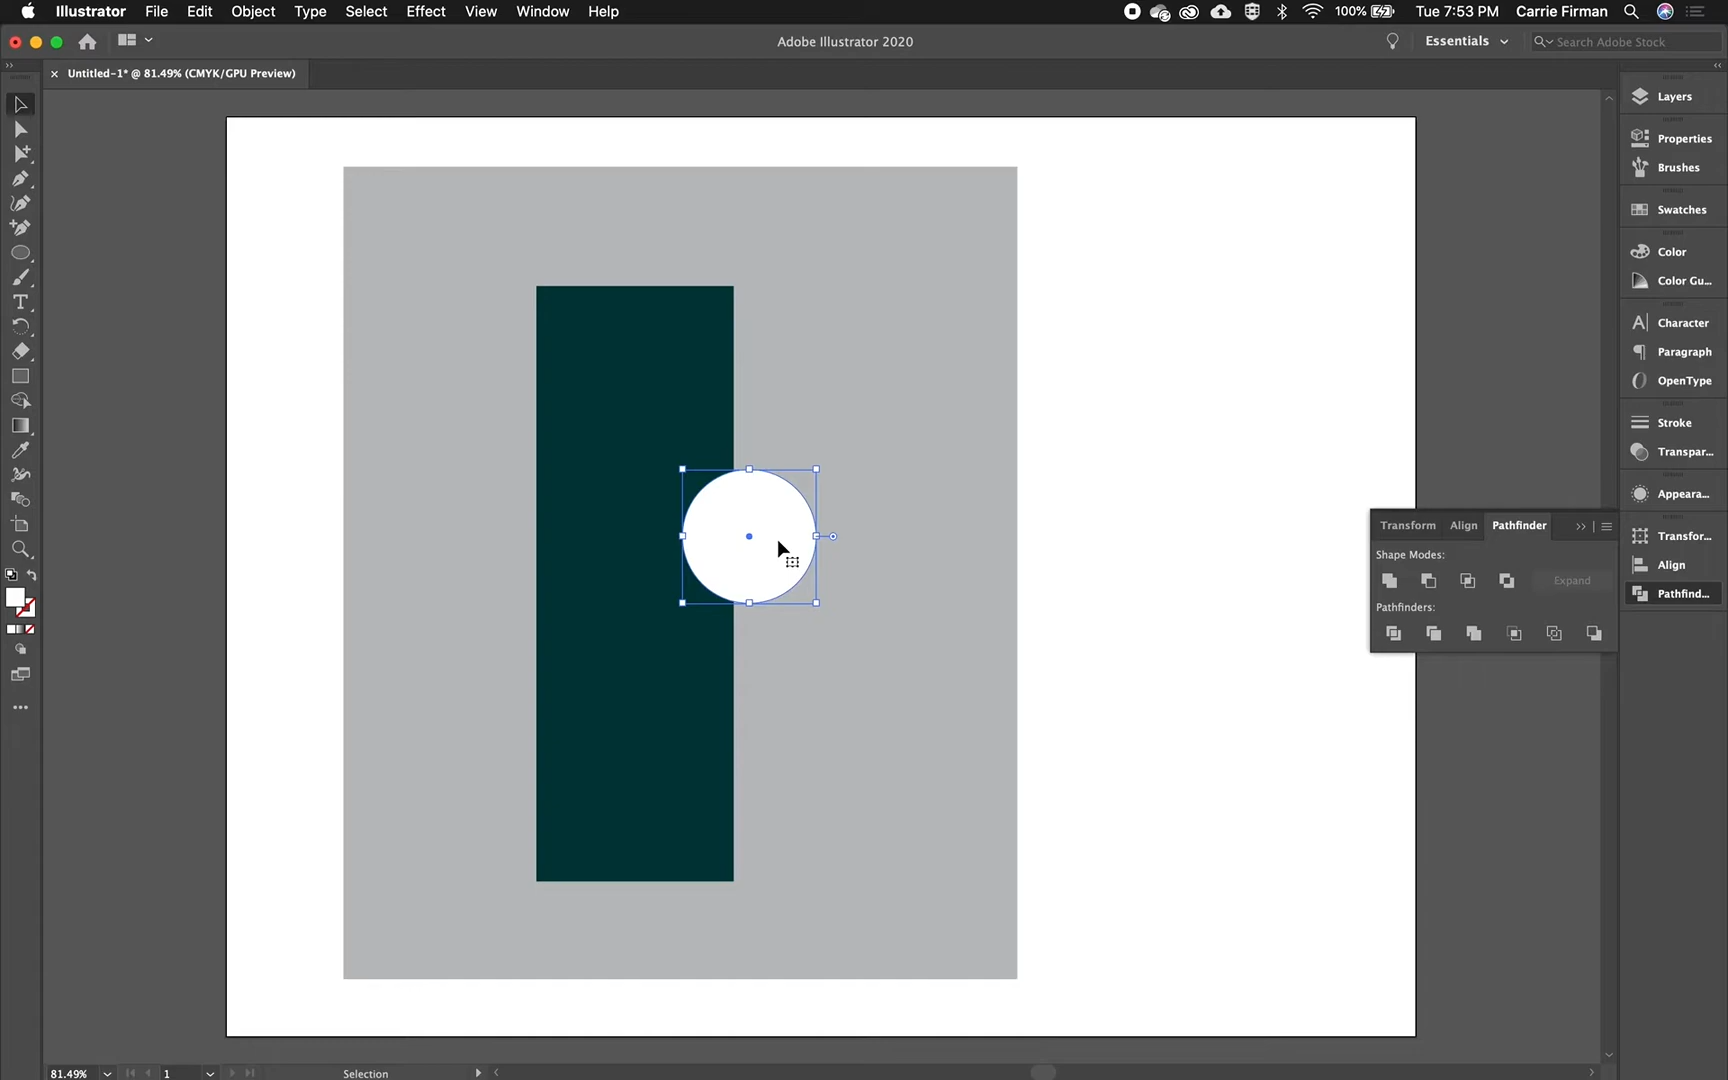 Illustrator File Edit Object Type Select Effect View Window Help 100% Tue 7:53 PM Carrie Firman
Adobe Illustrator 2020 Essentials Search Adobe Stock
Untitled-1* @ 81.49% (CMYK/GPU Preview)
Layers
Properties
Brushes
Swatches
Color
Color Gu...
Character
Paragraph
OpenType
Stroke
Transpar...
Appeara...
Transfor...
Align
Pathfind...
Transform Align Pathfinder
Shape Modes:
Expand
Pathfinders:
81.49% 1 Selection